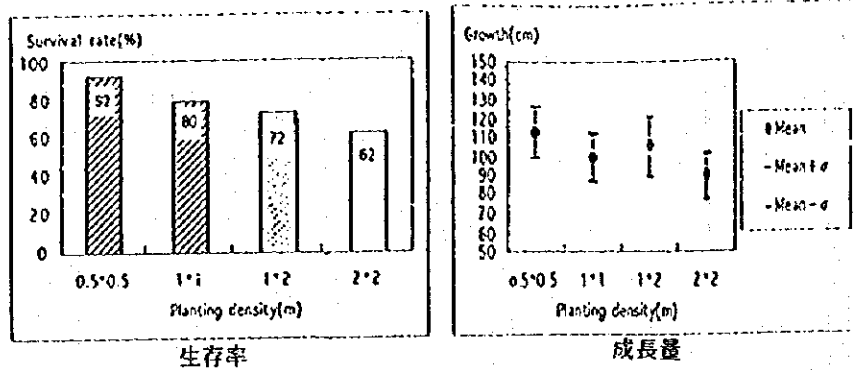 Survival rate(%)
100
80
60
40
20
0
92
80
72
62
0.5*0.5 1*1 1*2 2*2
Planting density(m)
生存率
Growth(cm)
150
140
130
120
110
100
90
80
70
60
50
0.5*0.5 1*1 1*2 2*2
Planting density(m)
Mean
Mean+σ
Mean-σ
成長量